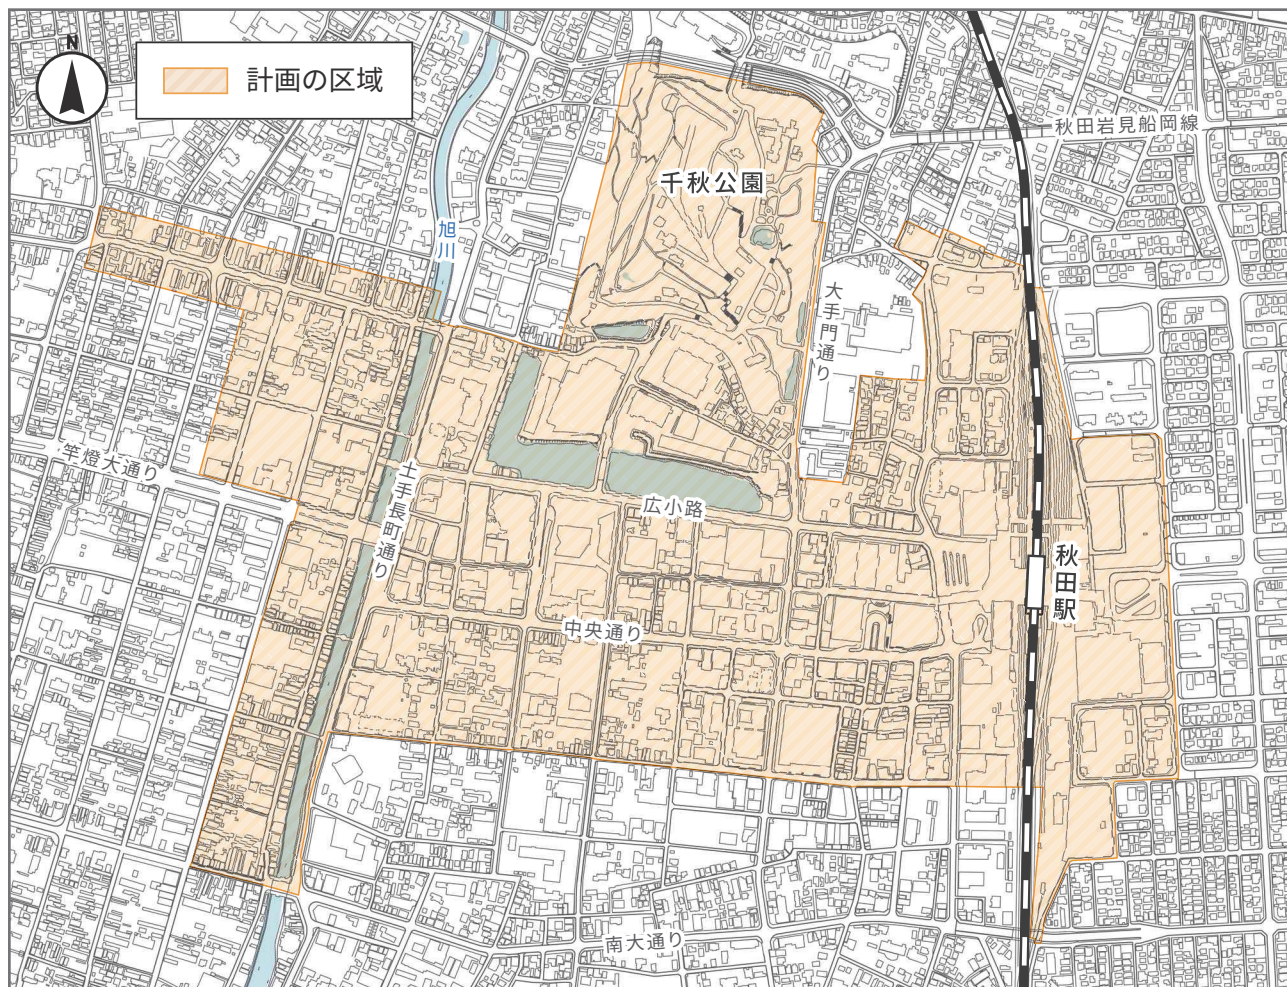 N
計画の区域
秋田岩見船岡線
千秋公園
旭川
大手門通り
竿燈大通り
土手長町通り
広小路
秋田駅
中央通り
南大通り